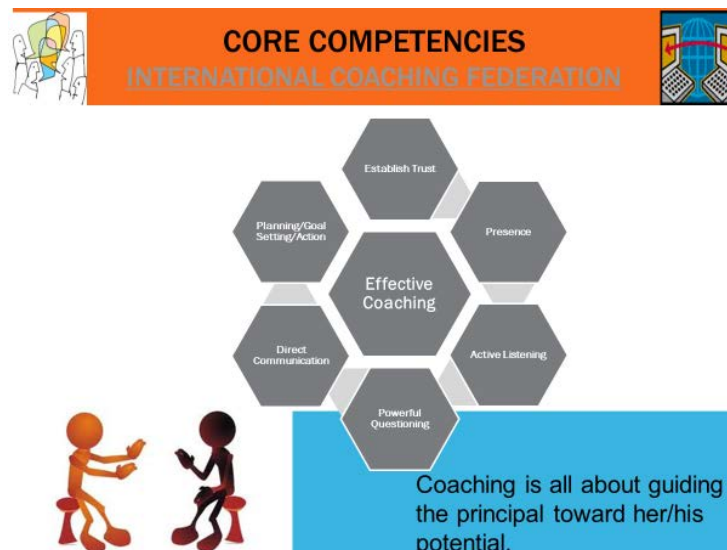 CORE COMPETENCIES
INTERNATIONAL COACHING FEDERATION
Establish Trust
Presence
Active Listening
Powerful
Questioning
Direct
Communication
Planning/Goal
Setting/Action
Effective
Coaching
Coaching is all about guiding
the principal toward her/his
potential.